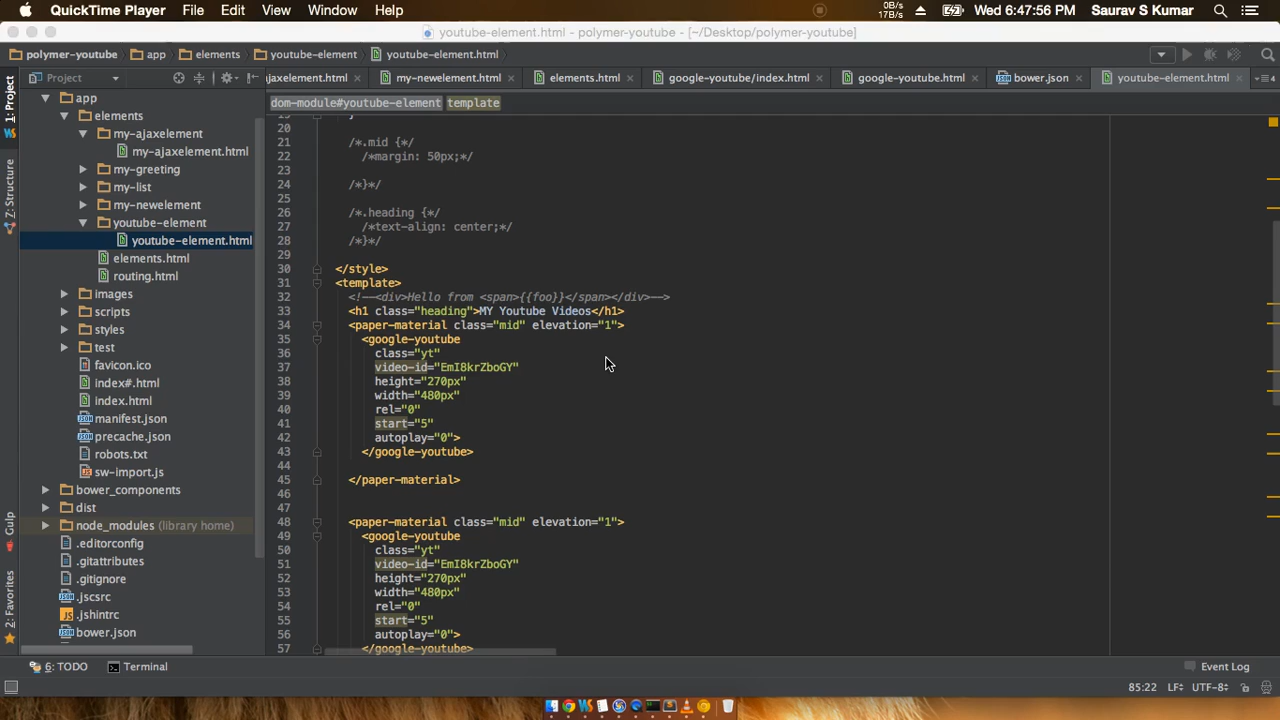 QuickTime Player File Edit View Window Help 0B/s 17B/s Wed 6:47:56 PM Saurav S Kumar
youtube-element.html - polymer-youtube - [~/Desktop/polymer-youtube]
polymer-youtube app elements youtube-element youtube-element.html
Project
ajaxelement.html my-newelement.html elements.html google-youtube/index.html google-youtube.html bower.json youtube-element.html
dom-module#youtube-element template
1: Project
Z: Structure
Gulp
2: Favorites
app
elements
my-ajaxelement
my-ajaxelement.html
my-greeting
my-list
my-newelement
youtube-element
youtube-element.html
elements.html
routing.html
images
scripts
styles
test
favicon.ico
index#.html
index.html
manifest.json
precache.json
robots.txt
sw-import.js
bower_components
dist
node_modules (library home)
.editorconfig
.gitattributes
.gitignore
.jscsrc
.jshintrc
bower.json
19 }
20
21 /*.mid {*/
22 /*margin: 50px;*/
23
24 /*}*/
25
26 /*.heading {*/
27 /*text-align: center;*/
28 /*}*/
29
30 </style>
31 <template>
32 <!--<div>Hello from <span>{{foo}}</span></div>-->
33 <h1 class="heading">MY Youtube Videos</h1>
34 <paper-material class="mid" elevation="1">
35 <google-youtube
36 class="yt"
37 video-id="EmI8krZboGY"
38 height="270px"
39 width="480px"
40 rel="0"
41 start="5"
42 autoplay="0">
43 </google-youtube>
44
45 </paper-material>
46
47
48 <paper-material class="mid" elevation="1">
49 <google-youtube
50 class="yt"
51 video-id="EmI8krZboGY"
52 height="270px"
53 width="480px"
54 rel="0"
55 start="5"
56 autoplay="0">
57 </google-youtube>
6: TODO Terminal Event Log
85:22 LF UTF-8